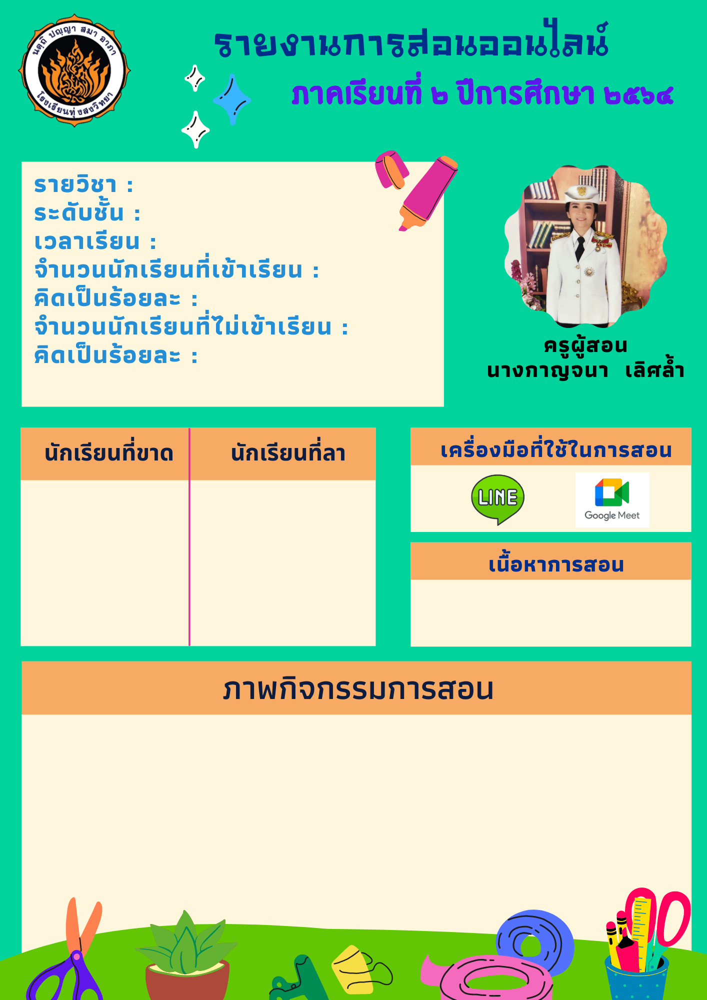 นตฺถิ ปญฺญา สมา อาภา
โรงเรียนทุ่งสงวิทยา
รายงานการสอนออนไลน์
ภาคเรียนที่ ๒ ปีการศึกษา ๒๕๖๔
รายวิชา :
ระดับชั้น :
เวลาเรียน :
จำนวนนักเรียนที่เข้าเรียน :
คิดเป็นร้อยละ :
จำนวนนักเรียนที่ไม่เข้าเรียน :
คิดเป็นร้อยละ :
ครูผู้สอน
นางกาญจนา เลิศล้ำ
นักเรียนที่ขาด
นักเรียนที่ลา
เครื่องมือที่ใช้ในการสอน
LINE
Google Meet
เนื้อหาการสอน
ภาพกิจกรรมการสอน